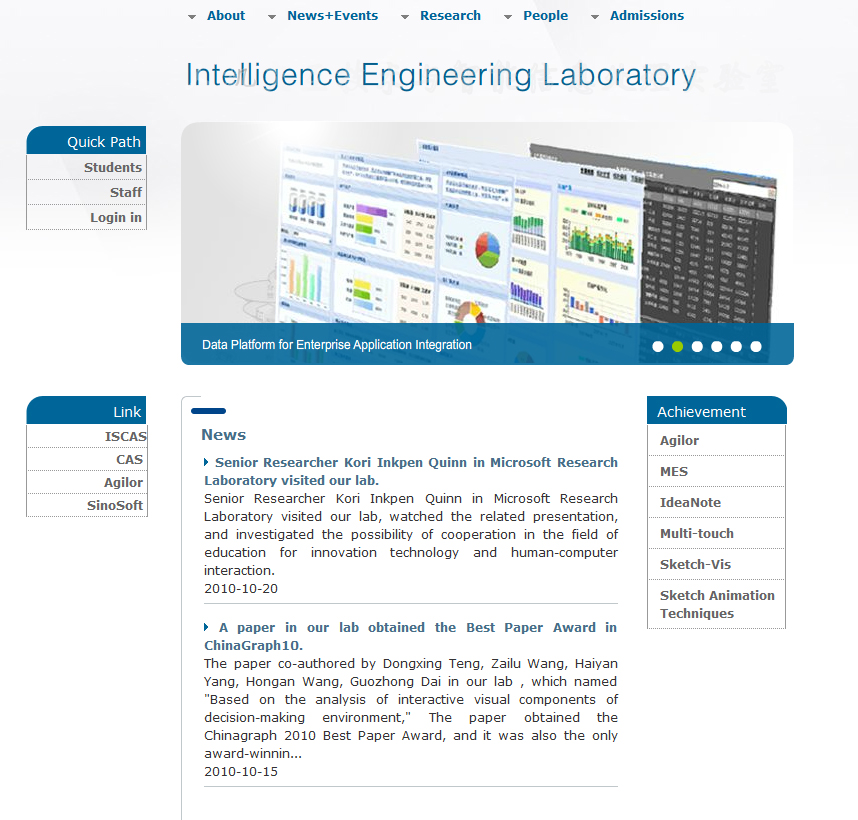 About News+Events Research People Admissions
Intelligence Engineering Laboratory
Quick Path
Students
Staff
Login in
Data Platform for Enterprise Application Integration
Link
ISCAS
CAS
Agilor
SinoSoft
News
Senior Researcher Kori Inkpen Quinn in Microsoft Research
Laboratory visited our lab.
Senior Researcher Kori Inkpen Quinn in Microsoft Research
Laboratory visited our lab, watched the related presentation,
and investigated the possibility of cooperation in the field of
education for innovation technology and human-computer
interaction.
2010-10-20
A paper in our lab obtained the Best Paper Award in
ChinaGraph10.
The paper co-authored by Dongxing Teng, Zailu Wang, Haiyan
Yang, Hongan Wang, Guozhong Dai in our lab , which named
"Based on the analysis of interactive visual components of
decision-making environment," The paper obtained the
Chinagraph 2010 Best Paper Award, and it was also the only
award-winnin...
2010-10-15
Achievement
Agilor
MES
IdeaNote
Multi-touch
Sketch-Vis
Sketch Animation
Techniques